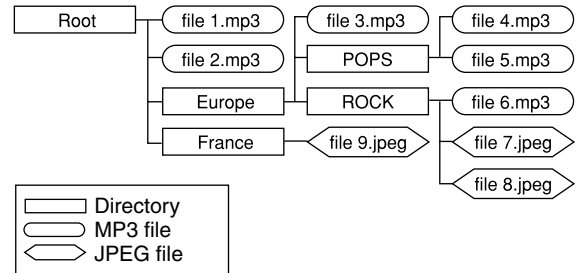 Root
file 1.mp3
file 3.mp3
file 4.mp3
file 2.mp3
POPS
file 5.mp3
Europe
ROCK
file 6.mp3
France
file 9.jpeg
file 7.jpeg
file 8.jpeg
Directory
MP3 file
JPEG file